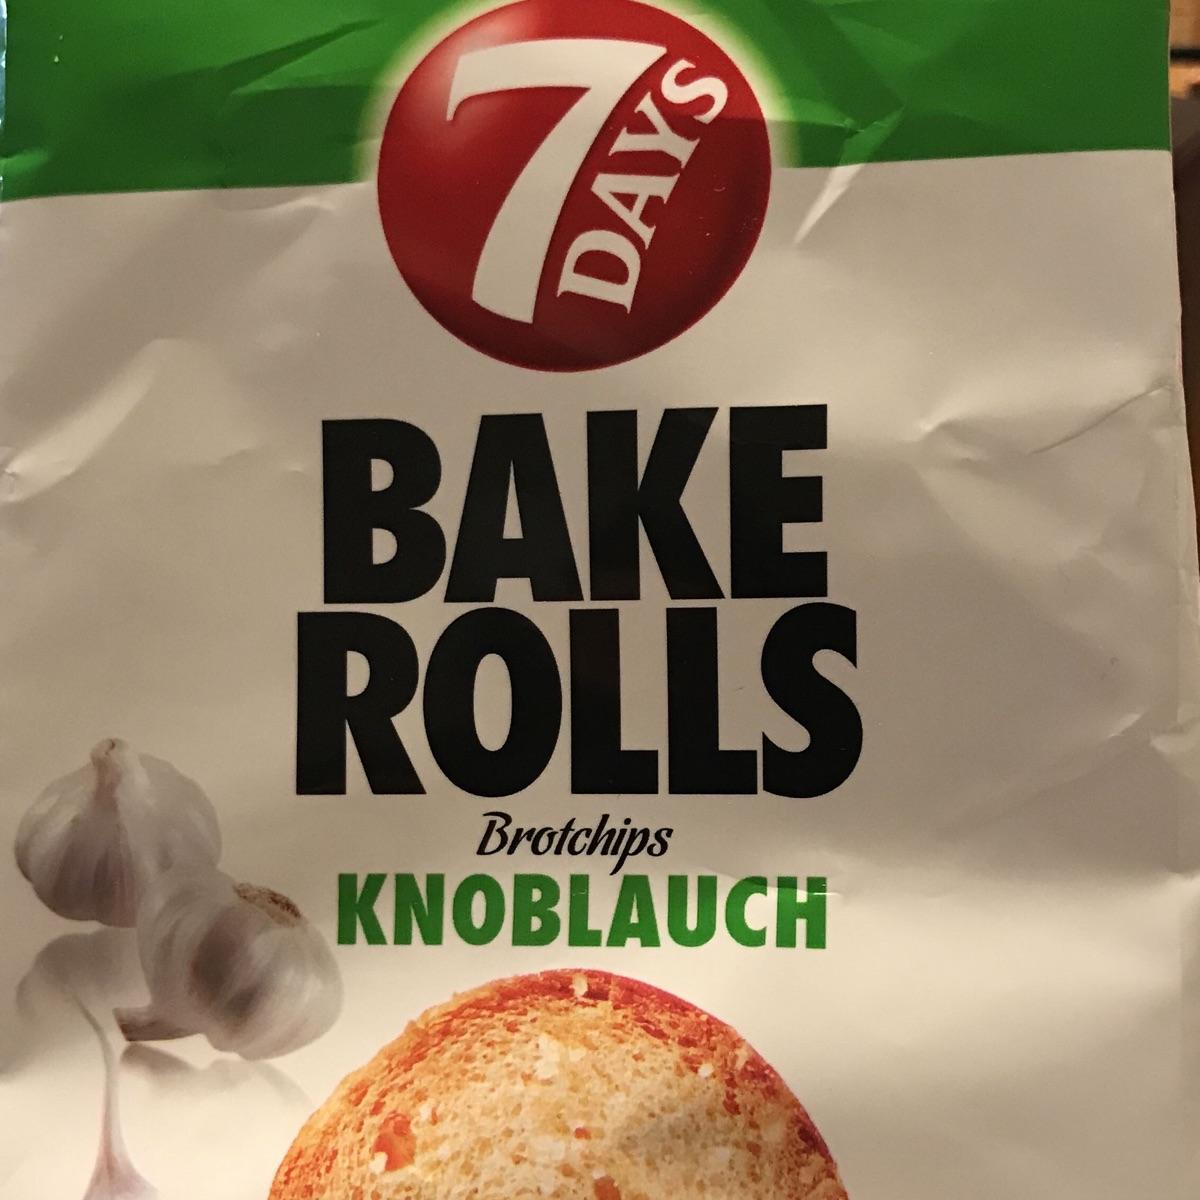 7
DAYS
BAKE
ROLLS
Brotchips
KNOBLAUCH